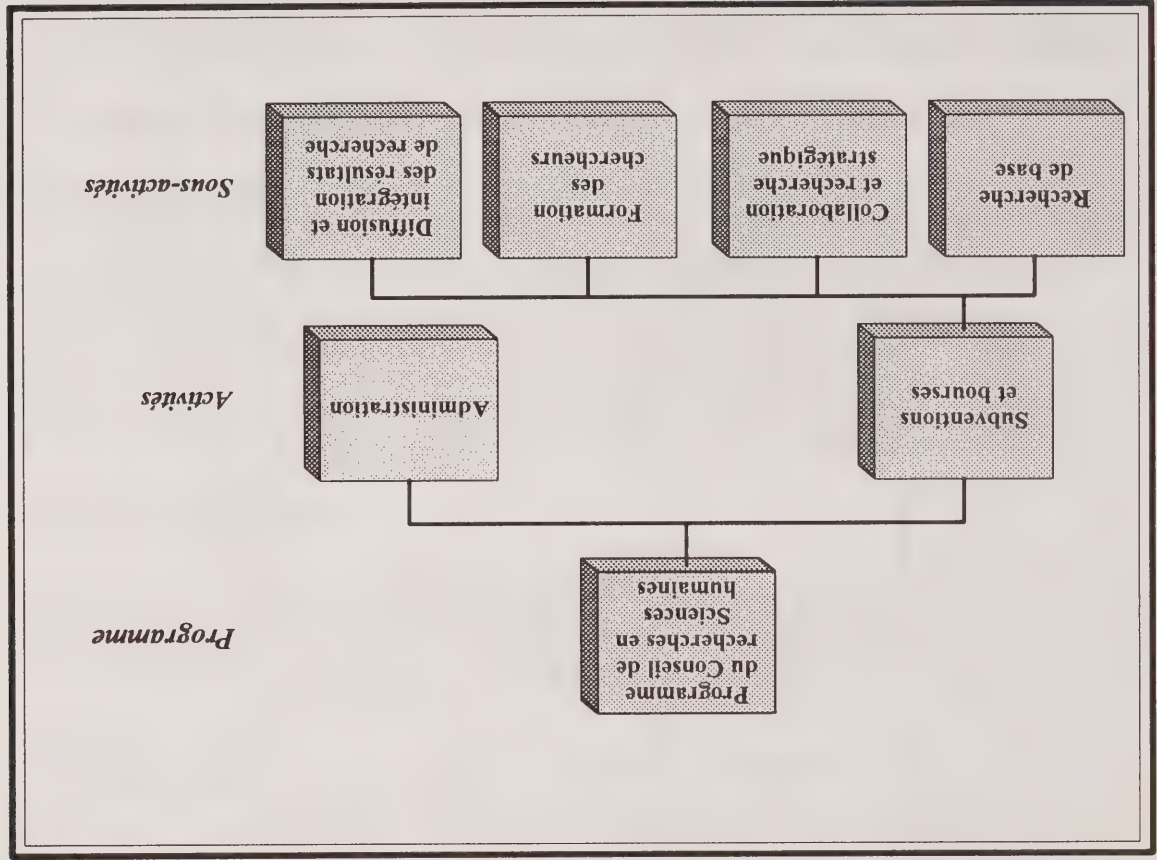 Programme
du Conseil de
recherches en
Sciences
humaines
Programme
Subventions
et bourses
Administration
Activités
Recherche
de base
Collaboration
et recherche
stratégique
Formation
des
chercheurs
Diffusion et
intégration
des résultats
de recherche
Sous-activités